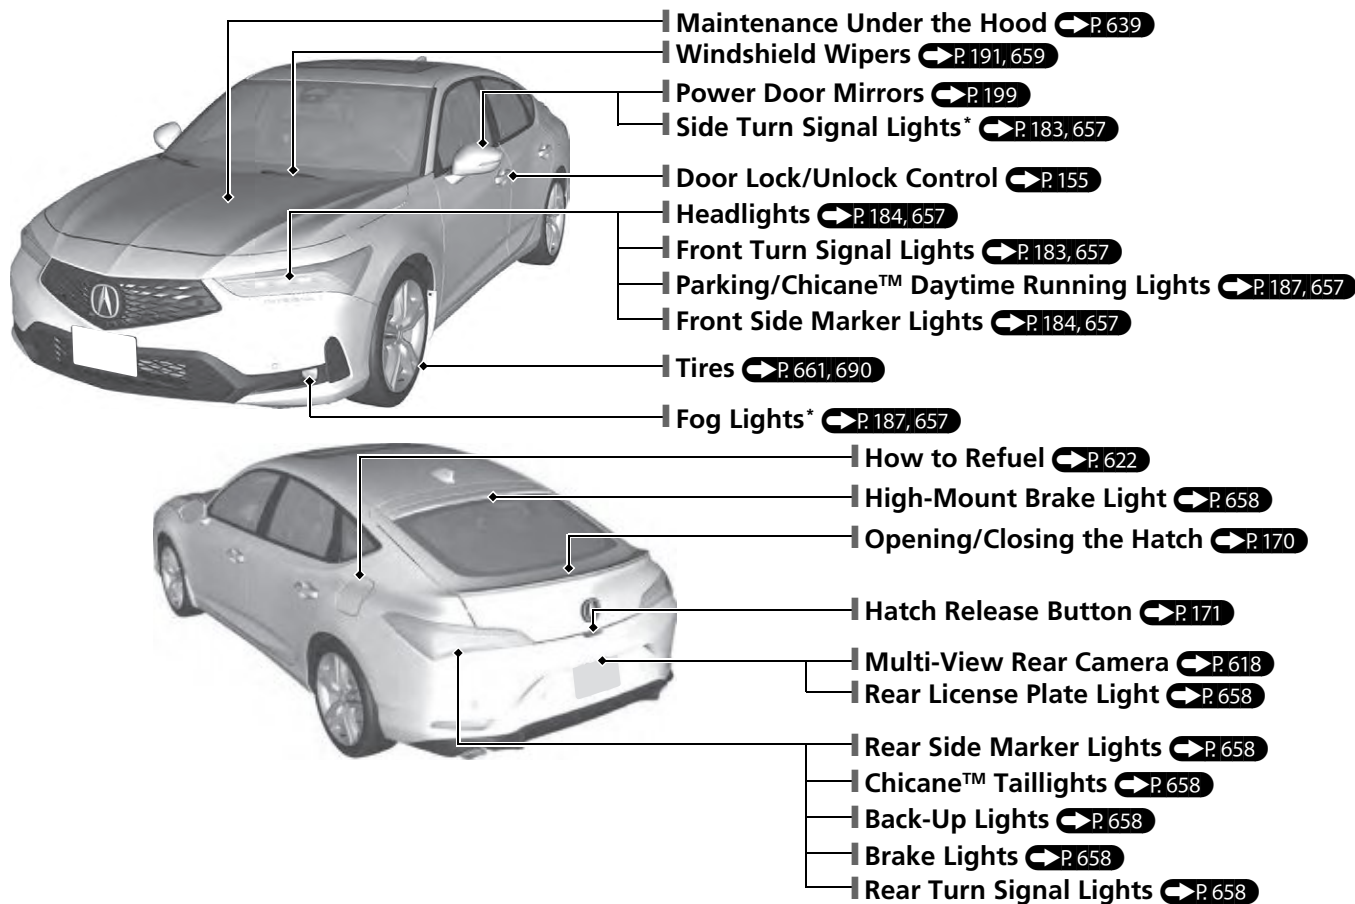 Maintenance Under the Hood P. 639
Windshield Wipers P. 191, 659
Power Door Mirrors P. 199
Side Turn Signal Lights* P. 183, 657
Door Lock/Unlock Control P. 155
Headlights P. 184, 657
Front Turn Signal Lights P. 183, 657
Parking/Chicane™ Daytime Running Lights P. 187, 657
Front Side Marker Lights P. 184, 657
Tires P. 661, 690
Fog Lights* P. 187, 657
How to Refuel P. 622
High-Mount Brake Light P. 658
Opening/Closing the Hatch P. 170
Hatch Release Button P. 171
Multi-View Rear Camera P. 618
Rear License Plate Light P. 658
Rear Side Marker Lights P. 658
Chicane™ Taillights P. 658
Back-Up Lights P. 658
Brake Lights P. 658
Rear Turn Signal Lights P. 658